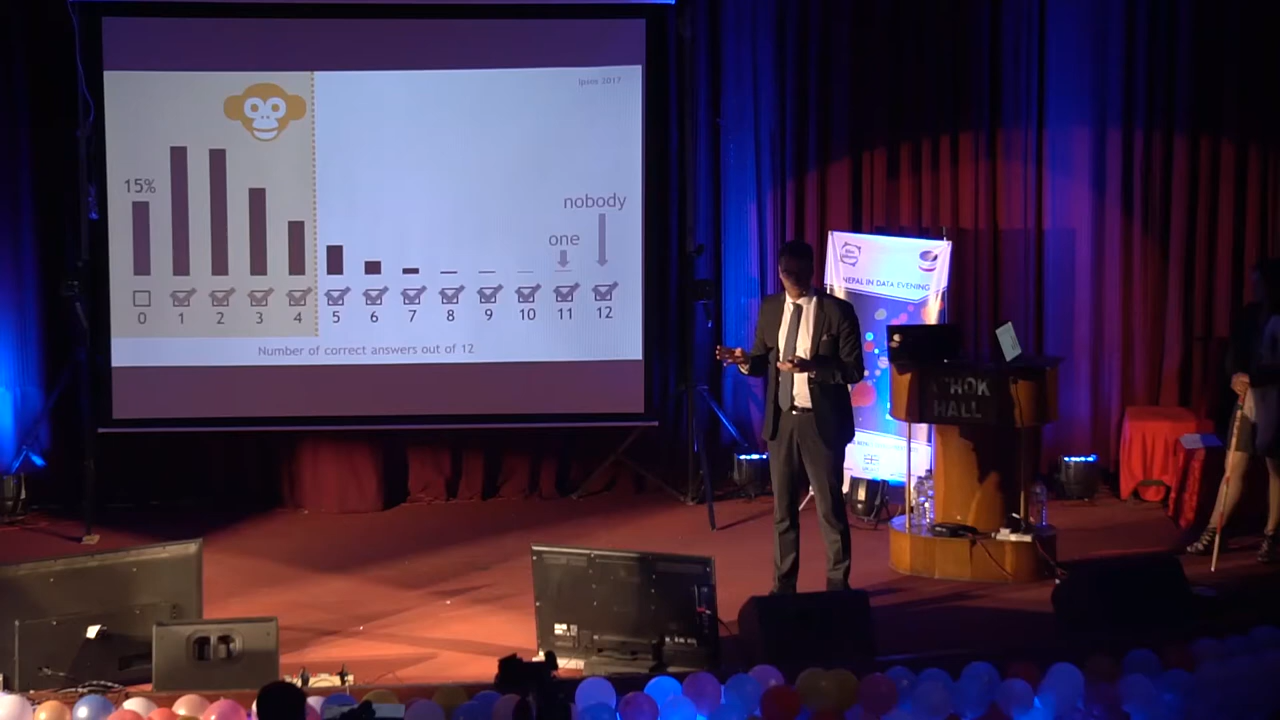 Ipsos 2017
15%
nobody
one
0 1 2 3 4 5 6 7 8 9 10 11 12
Number of correct answers out of 12
NEPAL IN DATA EVENING
HALL